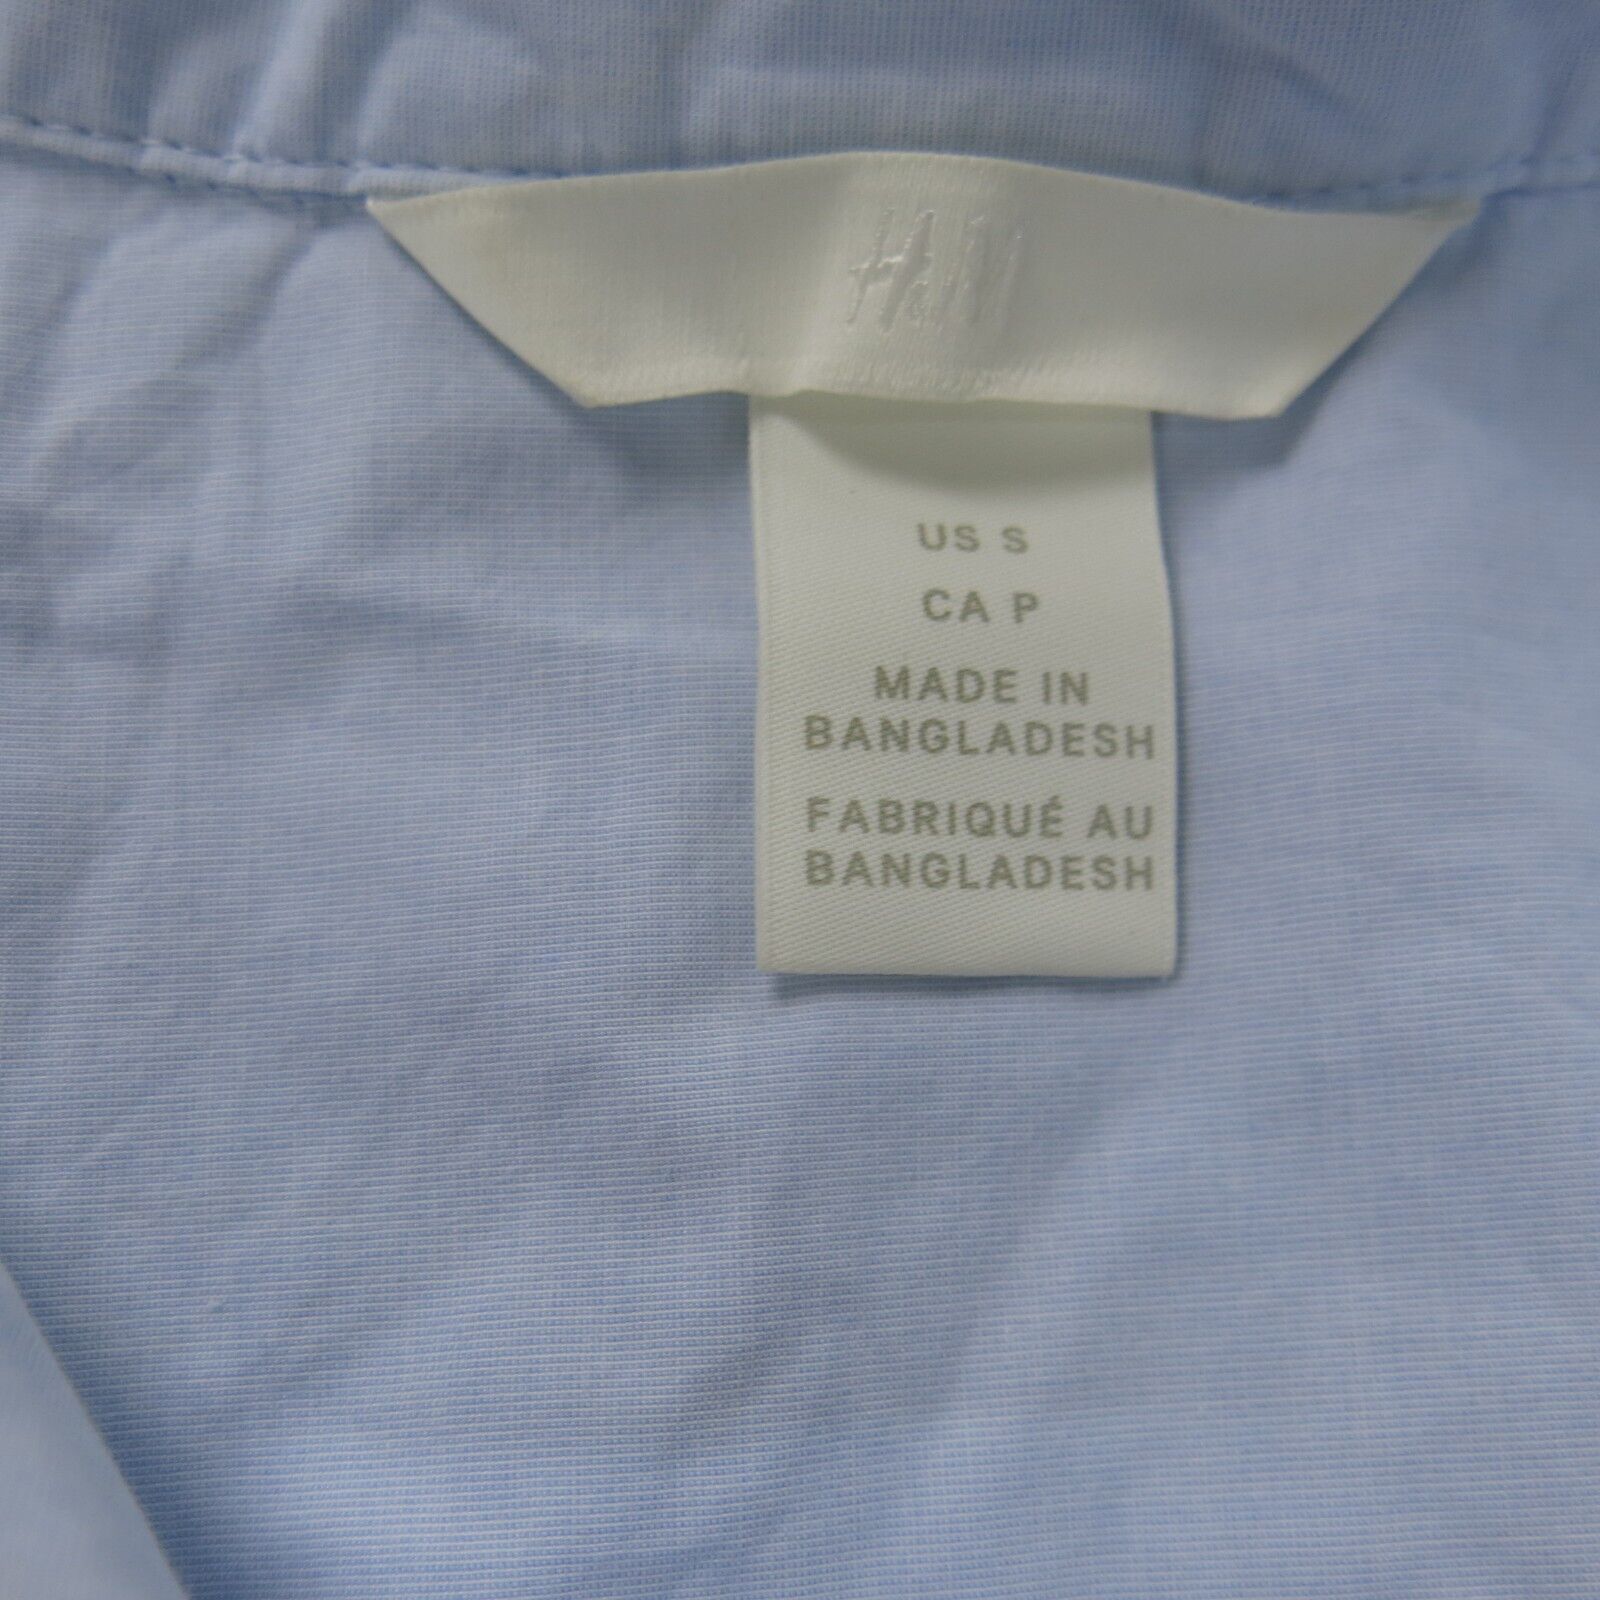 H&M
US S
CA P
MADE IN
BANGLADESH
FABRIQUÉ AU
BANGLADESH